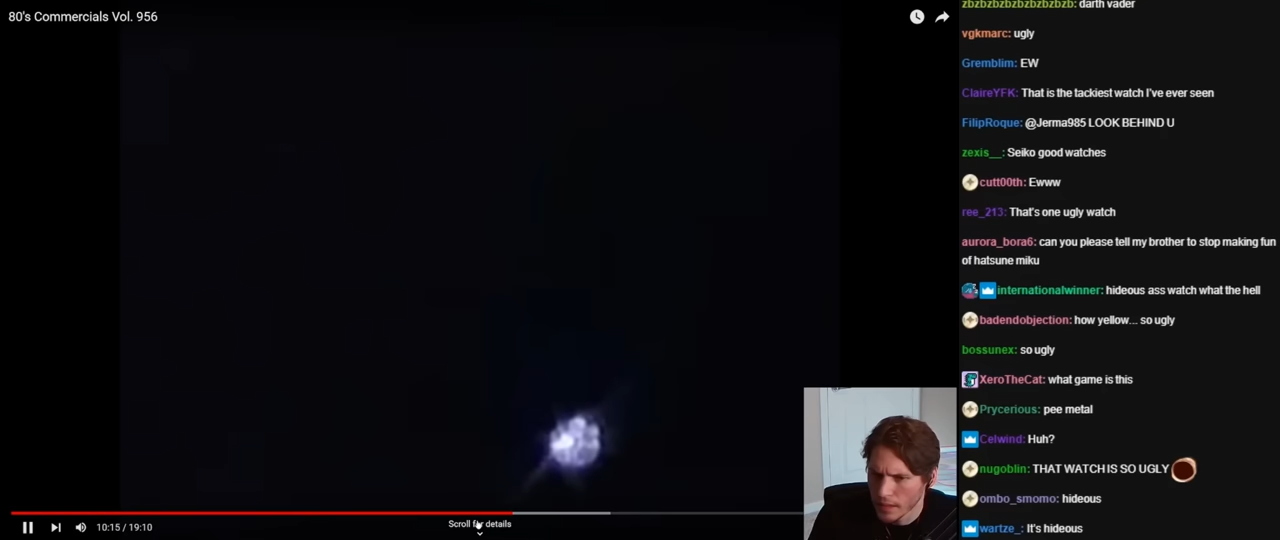 80's Commercials Vol. 956
10:15 / 19:10
Scroll for details
zbzbzbzbzbzbzbzbzb: darth vader
vgkmarc: ugly
Gremblim: EW
ClaireYFK: That is the tackiest watch I've ever seen
FilipRoque: @Jerma985 LOOK BEHIND U
zexis__: Seiko good watches
cutt00th: Ewww
ree_213: That's one ugly watch
aurora_bora6: can you please tell my brother to stop making fun
of hatsune miku
internationalwinner: hideous ass watch what the hell
badendobjection: how yellow... so ugly
bossunex: so ugly
XeroTheCat: what game is this
Prycerious: pee metal
Celwind: Huh?
nugoblin: THAT WATCH IS SO UGLY
ombo_smomo: hideous
wartze_: It's hideous